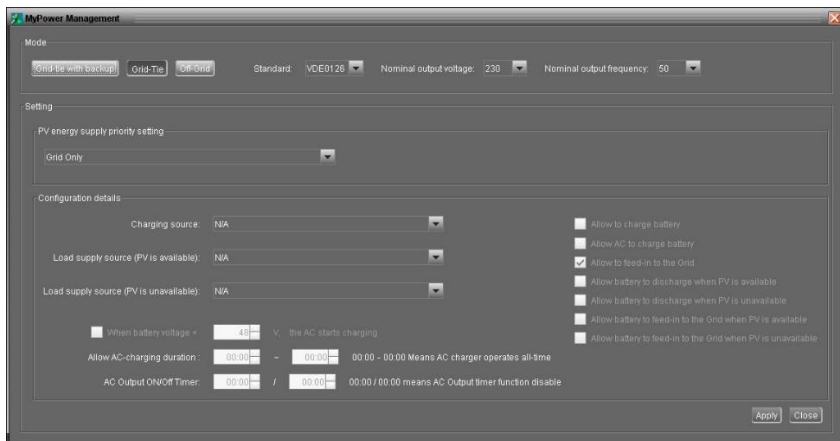 MyPower Management
Mode
Grid-tie with backup Grid-Tie Off-Grid Standard: VDE0126 Nominal output voltage: 230 Nominal output frequency: 50
Setting
PV energy supply priority setting
Grid Only
Configuration details
Charging source: N/A
Load supply source (PV is available): N/A
Load supply source (PV is unavailable): N/A
When battery voltage < 48 V, the AC starts charging
Allow AC-charging duration : 00:00 ~ 00:00 00:00 - 00:00 Means AC charger operates all-time
AC Output ON/Off Timer: 00:00 / 00:00 00:00 / 00:00 means AC Output timer function disable
Allow to charge battery
Allow AC to charge battery
Allow to feed-in to the Grid
Allow battery to discharge when PV is available
Allow battery to discharge when PV is unavailable
Allow battery to feed-in to the Grid when PV is available
Allow battery to feed-in to the Grid when PV is unavailable
Apply Close